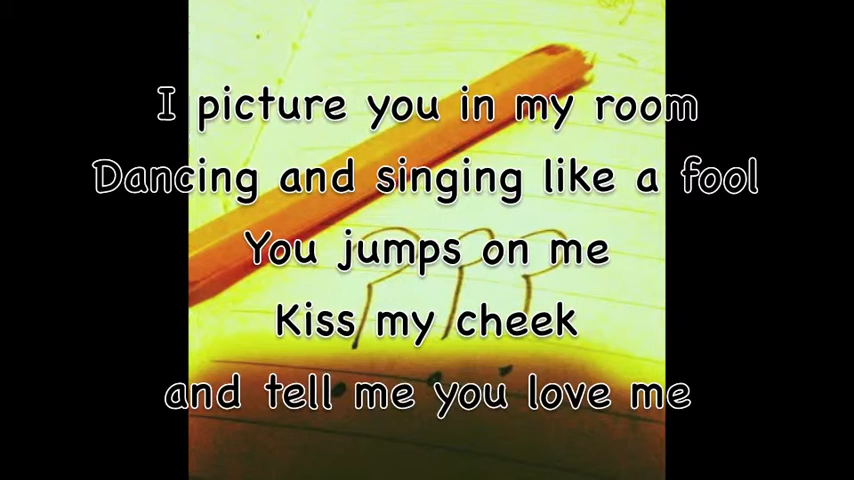 I picture you in my room
Dancing and singing like a fool
You jumps on me
Kiss my cheek
and tell me you love me
???